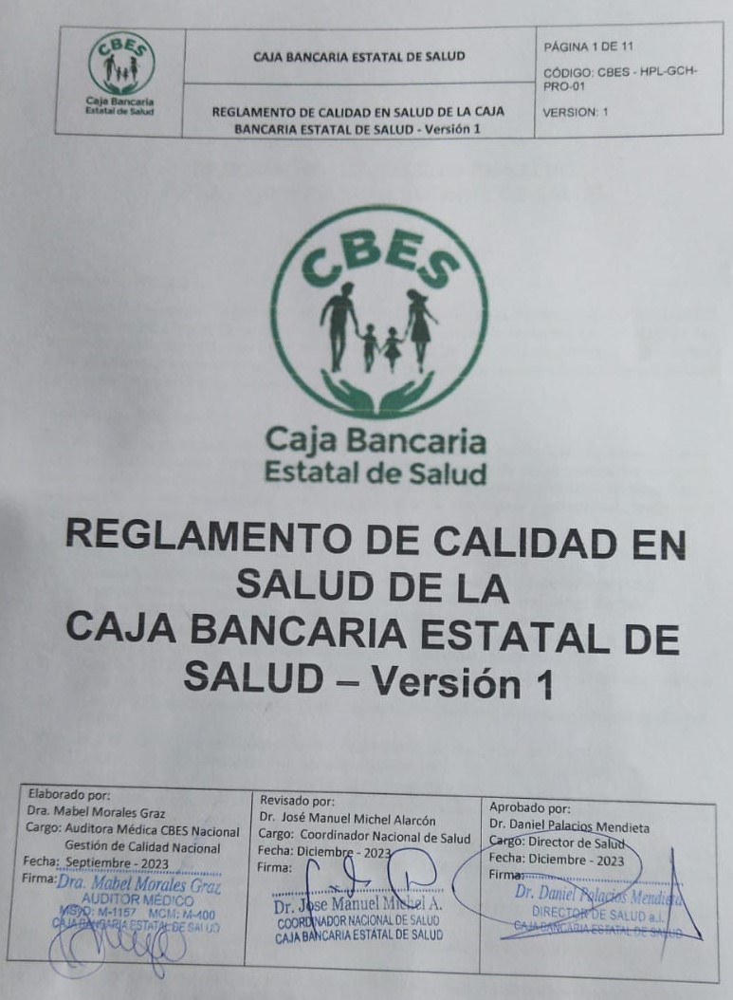 CBES
Caja Bancaria
Estatal de Salud
CAJA BANCARIA ESTATAL DE SALUD
REGLAMENTO DE CALIDAD EN SALUD DE LA CAJA
BANCARIA ESTATAL DE SALUD - Versión 1
PÁGINA 1 DE 11
CÓDIGO: CBES - HPL-GCH-
PRO-01
VERSION: 1
CBES
Caja Bancaria
Estatal de Salud
REGLAMENTO DE CALIDAD EN
SALUD DE LA
CAJA BANCARIA ESTATAL DE
SALUD – Versión 1
Elaborado por:
Dra. Mabel Morales Graz
Cargo: Auditora Médica CBES Nacional
Gestión de Calidad Nacional
Fecha: Septiembre - 2023
Firma:
Dra. Mabel Morales Graz
AUDITOR MÉDICO
MSyD: M-1157 MCM: M-400
CAJA BANCARIA ESTATAL DE SALUD
Revisado por:
Dr. José Manuel Michel Alarcón
Cargo: Coordinador Nacional de Salud
Fecha: Diciembre - 2023
Firma:
Dr. Jose Manuel Michel A.
COORDINADOR NACIONAL DE SALUD
CAJA BANCARIA ESTATAL DE SALUD
Aprobado por:
Dr. Daniel Palacios Mendieta
Cargo: Director de Salud
Fecha: Diciembre - 2023
Firma:
Dr. Daniel Palacios Mendieta
DIRECTOR DE SALUD a.i.
CAJA BANCARIA ESTATAL DE SALUD